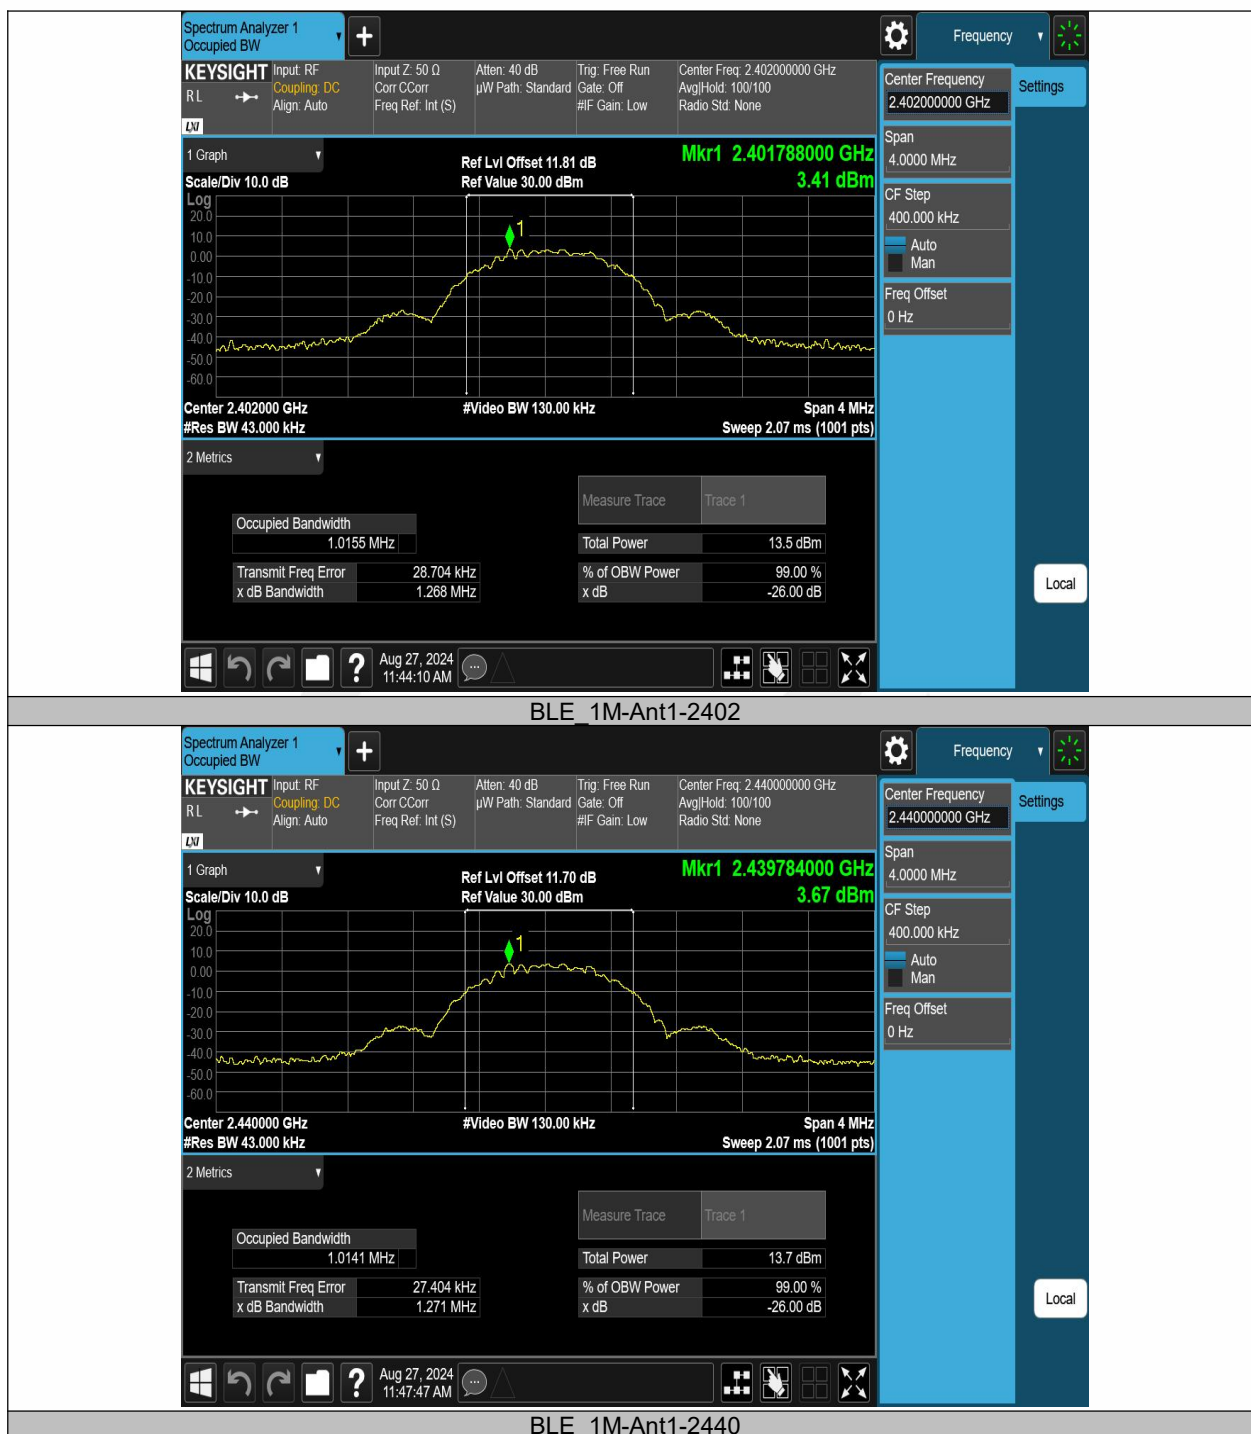 Spectrum Analyzer 1
Occupied BW
+
Frequency
KEYSIGHT
RL
LXI
Input: RF
Coupling: DC
Align: Auto
Input Z: 50 Ω
Corr CCorr
Freq Ref: Int (S)
Atten: 40 dB
µW Path: Standard
Trig: Free Run
Gate: Off
#IF Gain: Low
Center Freq: 2.402000000 GHz
Avg|Hold: 100/100
Radio Std: None
Center Frequency
2.402000000 GHz
Settings
Span
4.0000 MHz
CF Step
400.000 kHz
Auto
Man
Freq Offset
0 Hz
Local
1 Graph
Scale/Div 10.0 dB
Ref Lvl Offset 11.81 dB
Ref Value 30.00 dBm
Mkr1 2.401788000 GHz
3.41 dBm
Log
20.0
10.0
0.00
-10.0
-20.0
-30.0
-40.0
-50.0
-60.0
1
Center 2.402000 GHz
#Res BW 43.000 kHz
#Video BW 130.00 kHz
Span 4 MHz
Sweep 2.07 ms (1001 pts)
2 Metrics
Measure Trace Trace 1
Occupied Bandwidth
1.0155 MHz
Total Power 13.5 dBm
Transmit Freq Error 28.704 kHz
% of OBW Power 99.00 %
x dB Bandwidth 1.268 MHz
x dB -26.00 dB
?
Aug 27, 2024
11:44:10 AM
BLE_1M-Ant1-2402
Spectrum Analyzer 1
Occupied BW
+
Frequency
KEYSIGHT
RL
LXI
Input: RF
Coupling: DC
Align: Auto
Input Z: 50 Ω
Corr CCorr
Freq Ref: Int (S)
Atten: 40 dB
µW Path: Standard
Trig: Free Run
Gate: Off
#IF Gain: Low
Center Freq: 2.440000000 GHz
Avg|Hold: 100/100
Radio Std: None
Center Frequency
2.440000000 GHz
Settings
Span
4.0000 MHz
CF Step
400.000 kHz
Auto
Man
Freq Offset
0 Hz
Local
1 Graph
Scale/Div 10.0 dB
Ref Lvl Offset 11.70 dB
Ref Value 30.00 dBm
Mkr1 2.439784000 GHz
3.67 dBm
Log
20.0
10.0
0.00
-10.0
-20.0
-30.0
-40.0
-50.0
-60.0
1
Center 2.440000 GHz
#Res BW 43.000 kHz
#Video BW 130.00 kHz
Span 4 MHz
Sweep 2.07 ms (1001 pts)
2 Metrics
Measure Trace Trace 1
Occupied Bandwidth
1.0141 MHz
Total Power 13.7 dBm
Transmit Freq Error 27.404 kHz
% of OBW Power 99.00 %
x dB Bandwidth 1.271 MHz
x dB -26.00 dB
?
Aug 27, 2024
11:47:47 AM
BLE_1M-Ant1-2440